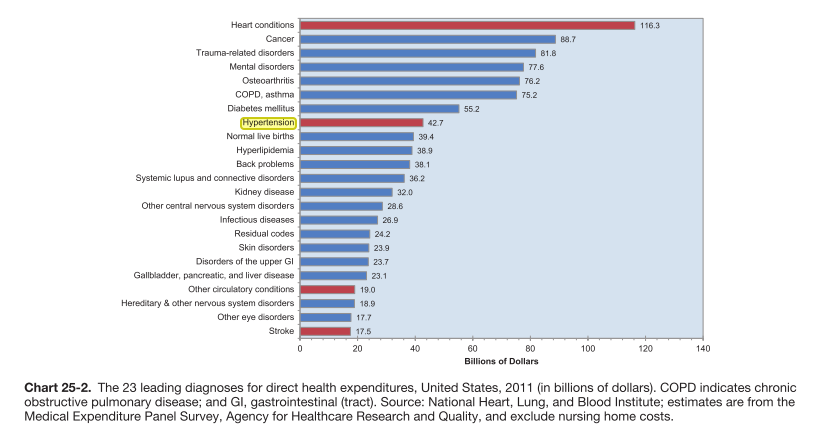 Heart conditions 116.3
Cancer 88.7
Trauma-related disorders 81.8
Mental disorders 77.6
Osteoarthritis 76.2
COPD, asthma 75.2
Diabetes mellitus 55.2
Hypertension 42.7
Normal live births 39.4
Hyperlipidemia 38.9
Back problems 38.1
Systemic lupus and connective disorders 36.2
Kidney disease 32.0
Other central nervous system disorders 28.6
Infectious diseases 26.9
Residual codes 24.2
Skin disorders 23.9
Disorders of the upper GI 23.7
Gallbladder, pancreatic, and liver disease 23.1
Other circulatory conditions 19.0
Hereditary & other nervous system disorders 18.9
Other eye disorders 17.7
Stroke 17.5
0 20 40 60 80 100 120 140
Billions of Dollars
Chart 25-2. The 23 leading diagnoses for direct health expenditures, United States, 2011 (in billions of dollars). COPD indicates chronic
obstructive pulmonary disease; and GI, gastrointestinal (tract). Source: National Heart, Lung, and Blood Institute; estimates are from the
Medical Expenditure Panel Survey, Agency for Healthcare Research and Quality, and exclude nursing home costs.